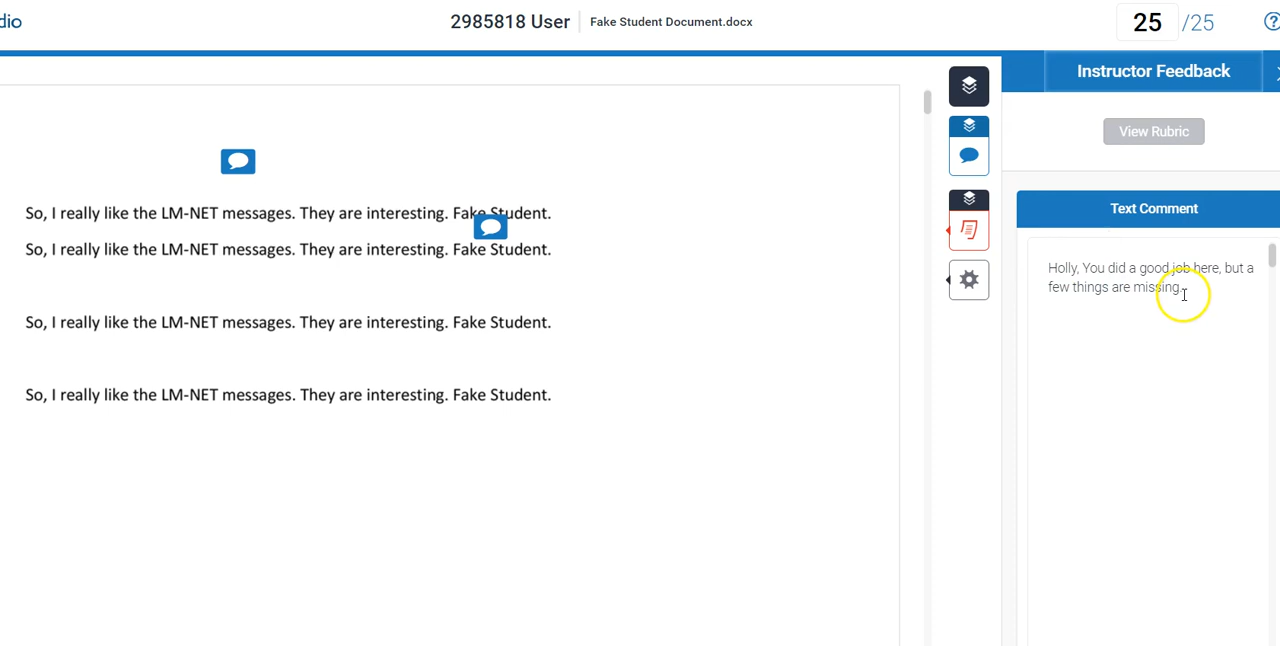 dio
2985818 User
Fake Student Document.docx
25 /25
?
Instructor Feedback
View Rubric
So, I really like the LM-NET messages. They are interesting. Fake Student.
So, I really like the LM-NET messages. They are interesting. Fake Student.
So, I really like the LM-NET messages. They are interesting. Fake Student.
So, I really like the LM-NET messages. They are interesting. Fake Student.
Text Comment
Holly, You did a good job here, but a
few things are missing.